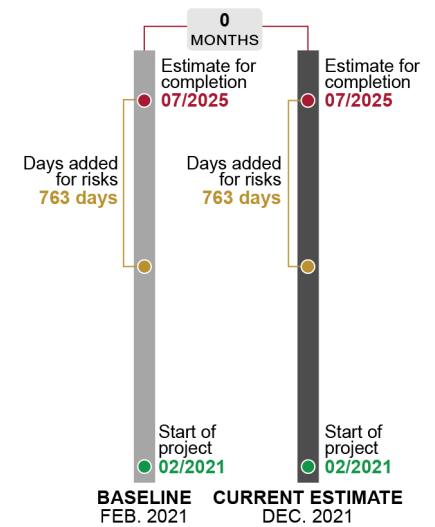 0
MONTHS
Estimate for
completion
07/2025
Estimate for
completion
07/2025
Days added
for risks
763 days
Days added
for risks
763 days
Start of
project
02/2021
Start of
project
02/2021
BASELINE
FEB. 2021
CURRENT ESTIMATE
DEC. 2021